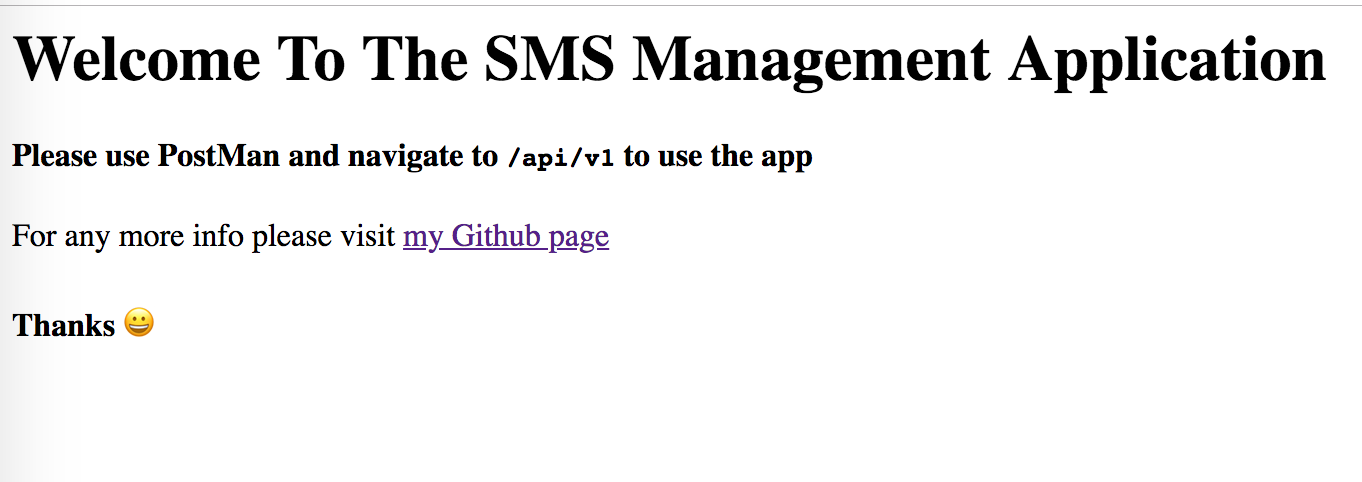 Welcome To The SMS Management Application
Please use PostMan and navigate to /api/v1 to use the app
For any more info please visit my Github page
Thanks 😀